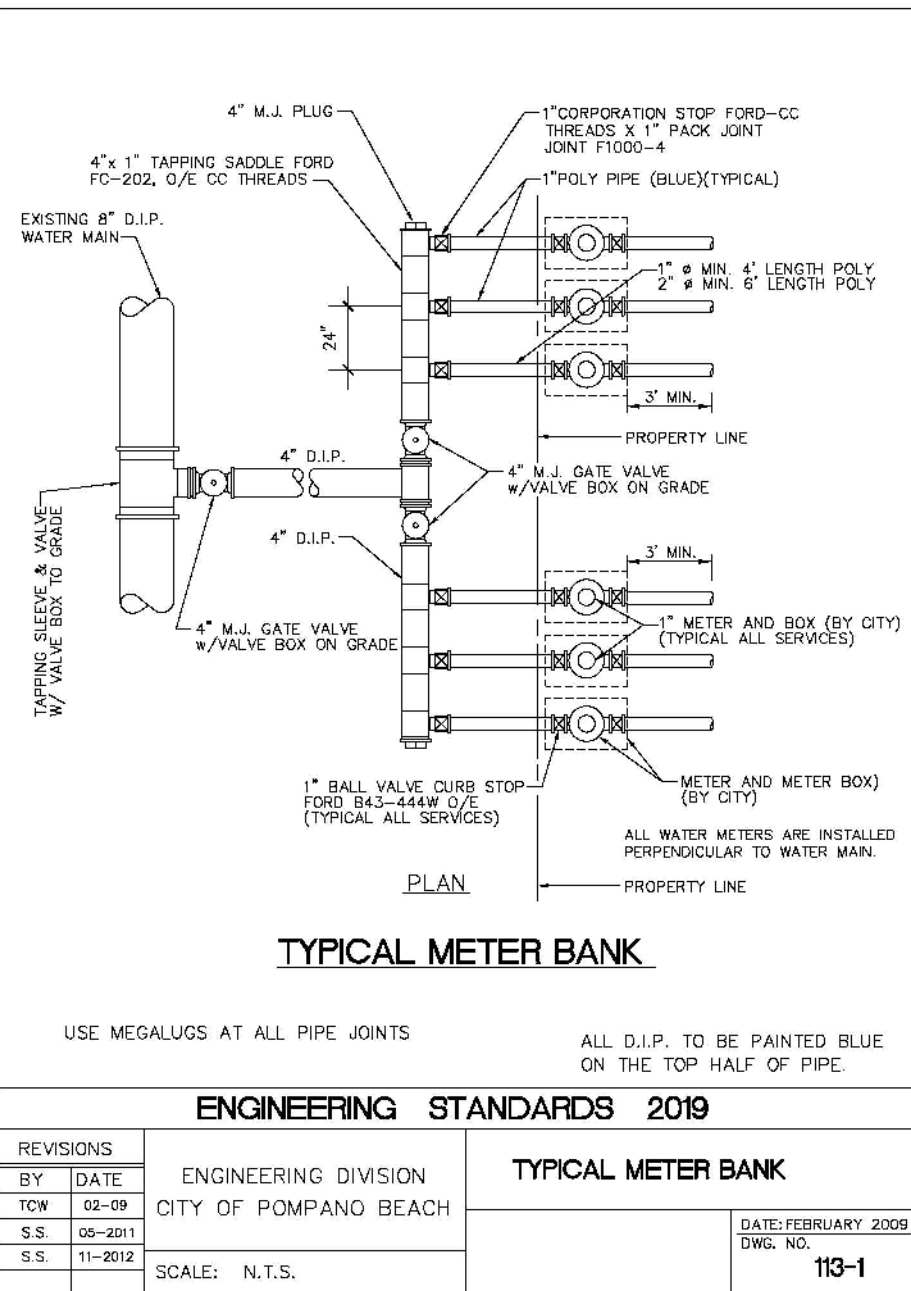 4" M.J. PLUG
1"CORPORATION STOP FORD-CC
THREADS X 1" PACK JOINT
JOINT F1000-4
4"x 1" TAPPING SADDLE FORD
FC-202, O/E CC THREADS
1"POLY PIPE (BLUE)(TYPICAL)
EXISTING 8" D.I.P.
WATER MAIN
1" ø MIN. 4' LENGTH POLY
2" ø MIN. 6' LENGTH POLY
24"
3' MIN.
PROPERTY LINE
4" D.I.P.
4" M.J. GATE VALVE
w/VALVE BOX ON GRADE
TAPPING SLEEVE & VALVE
W/ VALVE BOX TO GRADE
4" D.I.P.
3' MIN.
4" M.J. GATE VALVE
w/VALVE BOX ON GRADE
1" METER AND BOX (BY CITY)
(TYPICAL ALL SERVICES)
1" BALL VALVE CURB STOP
FORD B43-444W O/E
(TYPICAL ALL SERVICES)
METER AND METER BOX)
(BY CITY)
ALL WATER METERS ARE INSTALLED
PERPENDICULAR TO WATER MAIN.
PLAN
PROPERTY LINE
TYPICAL METER BANK
USE MEGALUGS AT ALL PIPE JOINTS
ALL D.I.P. TO BE PAINTED BLUE
ON THE TOP HALF OF PIPE.
ENGINEERING STANDARDS 2019
REVISIONS
BY DATE
TCW 02-09
S.S. 05-2011
S.S. 11-2012
ENGINEERING DIVISION
CITY OF POMPANO BEACH
SCALE: N.T.S.
TYPICAL METER BANK
DATE: FEBRUARY 2009
DWG. NO.
113-1